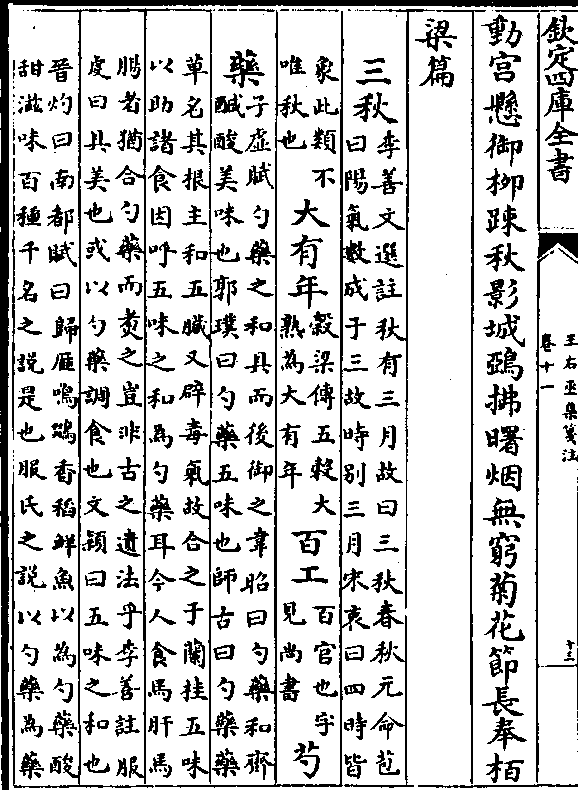 欽定四庫全書
王右丞集箋注
卷十一
十三
動宮懸御柳踈秋影城鵶拂曙烟無窮菊花節長奉栢
梁篇
三秋
李善文選註秋有三月故曰三秋春秋元命苞
曰陽氣數成于三故時别三月宋衷曰四時皆
象此類不
唯秋也
大有年
穀梁傳五穀大
熟為大有年
百工
百官也字
見尚書
芍
藥
子虛賦勺藥之和具而後御之韋昭曰勺藥和齊
鹹酸美味也郭璞曰勺藥五味也師古曰勺藥藥
草名其根主和五臟又辟毒氣故合之于蘭桂五味
以助諸食因呼五味之和為勺藥耳今人食馬肝馬
腸者猶合勺藥而煑之豈非古之遺法乎李善註服
虔曰具美也或以勺藥調食也文穎曰五味之和也
晉灼曰南都賦曰歸鴈鳴鵽香稻鮮魚以為勺藥酸
甜滋味百種千名之說是也服氏之說以勺藥為藥